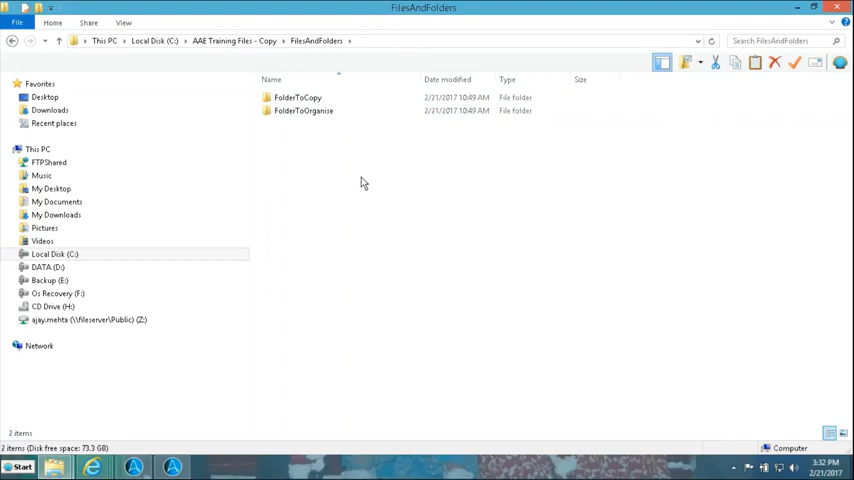 FilesAndFolders
File Home Share View
This PC Local Disk (C:) AAE Training Files - Copy FilesAndFolders Search FilesAndFolders
Name Date modified Type Size
Favorites
Desktop
Downloads
Recent places
This PC
FTPShared
Music
My Desktop
My Documents
My Downloads
Pictures
Videos
Local Disk (C:)
DATA (D:)
Backup (E:)
Os Recovery (F:)
CD Drive (H:)
ajay.mehta (\\fileserver\Public) (Z:)
Network
FolderToCopy 2/21/2017 10:49 AM File folder
FolderToOrganise 2/21/2017 10:49 AM File folder
2 items
2 items (Disk free space: 73.3 GB) Computer
Start 3:32 PM
2/21/2017